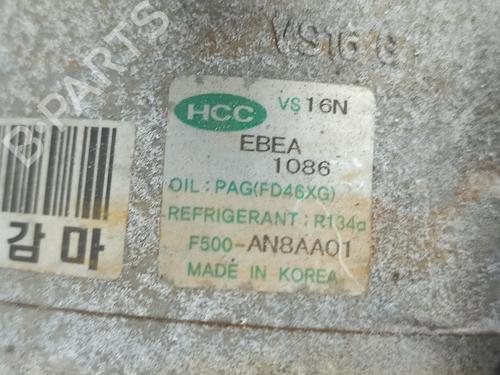 B-PARTS
VS16
HCC VS16N
EBEA
1086
OIL : PAG(FD46XG)
REFRIGERANT : R134a
F500-AN8AA01
MADE IN KOREA
감마